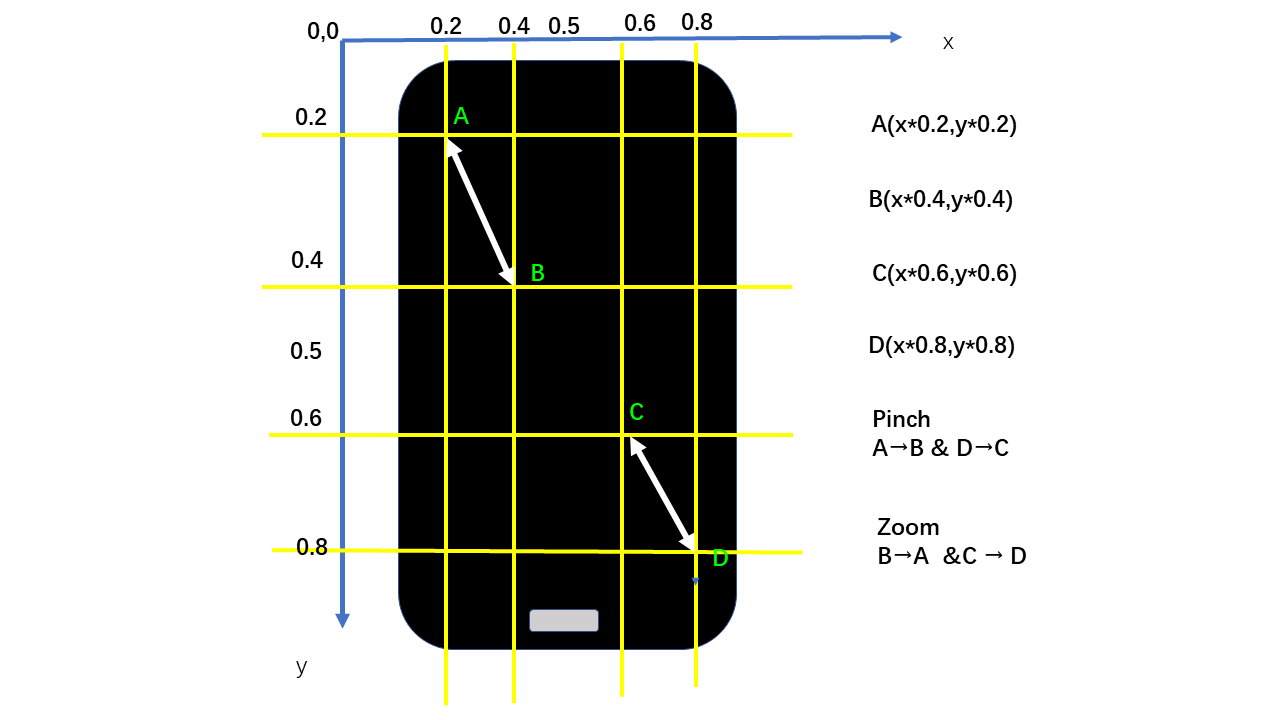 0,0
0.2 0.4 0.5 0.6 0.8
x
0.2
A
A(x*0.2,y*0.2)
B(x*0.4,y*0.4)
0.4
B
C(x*0.6,y*0.6)
0.5
D(x*0.8,y*0.8)
0.6
C
Pinch
A→B & D→C
Zoom
0.8
D
B→A &C → D
y